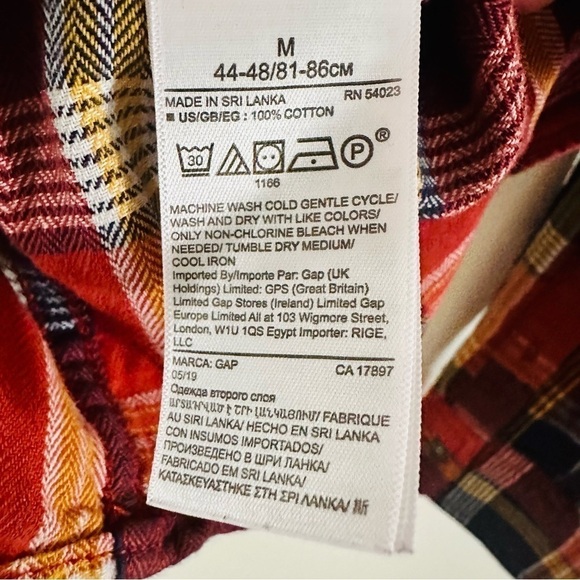 M
44-48/81-86CM
MADE IN SRI LANKA RN 54023
■ US/GB/EG : 100% COTTON
30 P ®
1166
MACHINE WASH COLD GENTLE CYCLE/
WASH AND DRY WITH LIKE COLORS/
ONLY NON-CHLORINE BLEACH WHEN
NEEDED/ TUMBLE DRY MEDIUM/
COOL IRON
Imported By/Importe Par: Gap (UK
Holdings) Limited: GPS (Great Britain)
Limited Gap Stores (Ireland) Limited Gap
Europe Limited All at 103 Wigmore Street,
London, W1U 1QS Egypt Importer: RIGE,
LLC
MARCA: GAP CA 17897
05/19
Одежда второго слоя
ԱՐՏԱԴՐՎԱԾ Է ՇՐԻ ԼԱՆԿԱՅՈՒՄ/ FABRIQUE
AU SRI LANKA/ HECHO EN SRI LANKA
CON INSUMOS IMPORTADOS/
ПРОИЗВЕДЕНО В ШРИ ЛАНКА/
FABRICADO EM SRI LANKA/
ΚΑΤΑΣΚΕΥΑΣΤΗΚΕ ΣΤΗ ΣΡΙ ΛΑΝΚΑ/ 斯